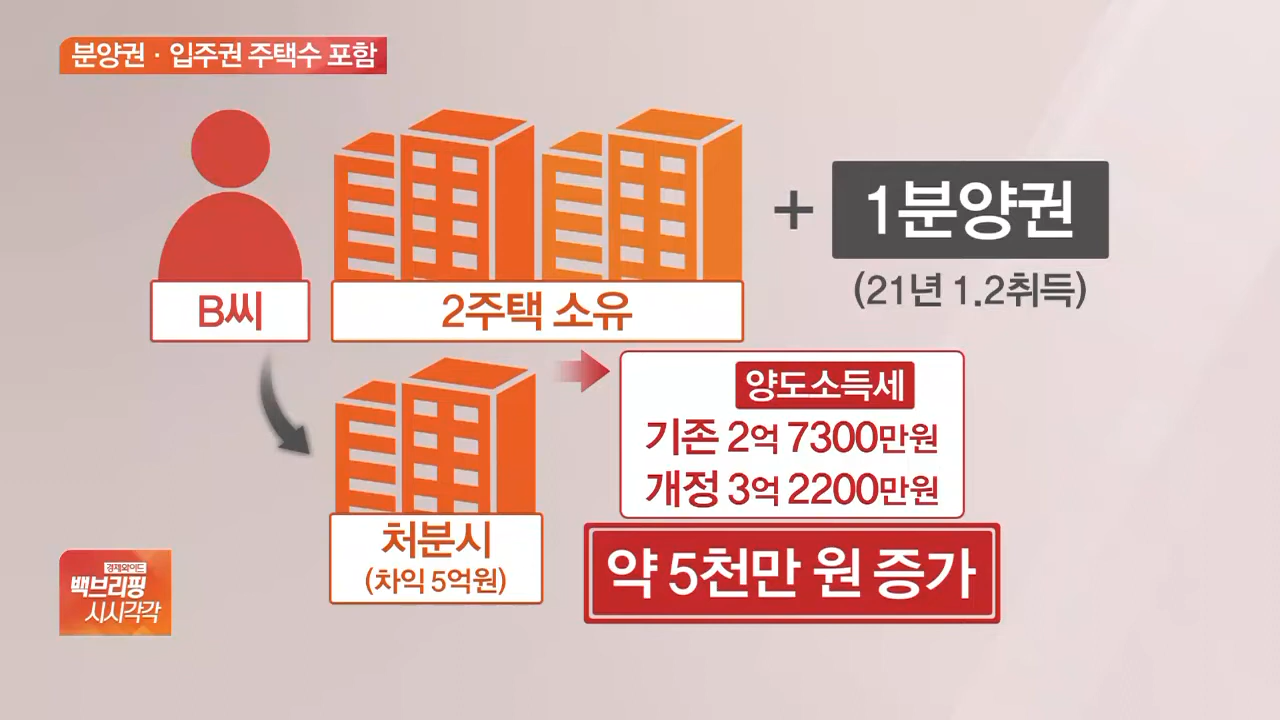 분양권 · 입주권 주택수 포함
B씨
2주택 소유
+
1분양권
(21년 1.2취득)
처분시
(차익 5억원)
양도소득세
기존 2억 7300만원
개정 3억 2200만원
약 5천만 원 증가
경제와이드
백브리핑
시시각각